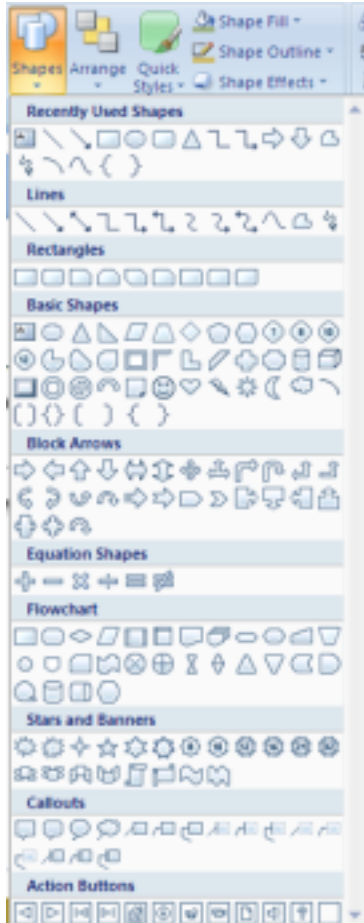 Shapes Arrange Quick Styles Shape Fill
Shape Outline
Shape Effects
Recently Used Shapes
Lines
Rectangles
Basic Shapes
Block Arrows
Equation Shapes
Flowchart
Stars and Banners
Callouts
Action Buttons